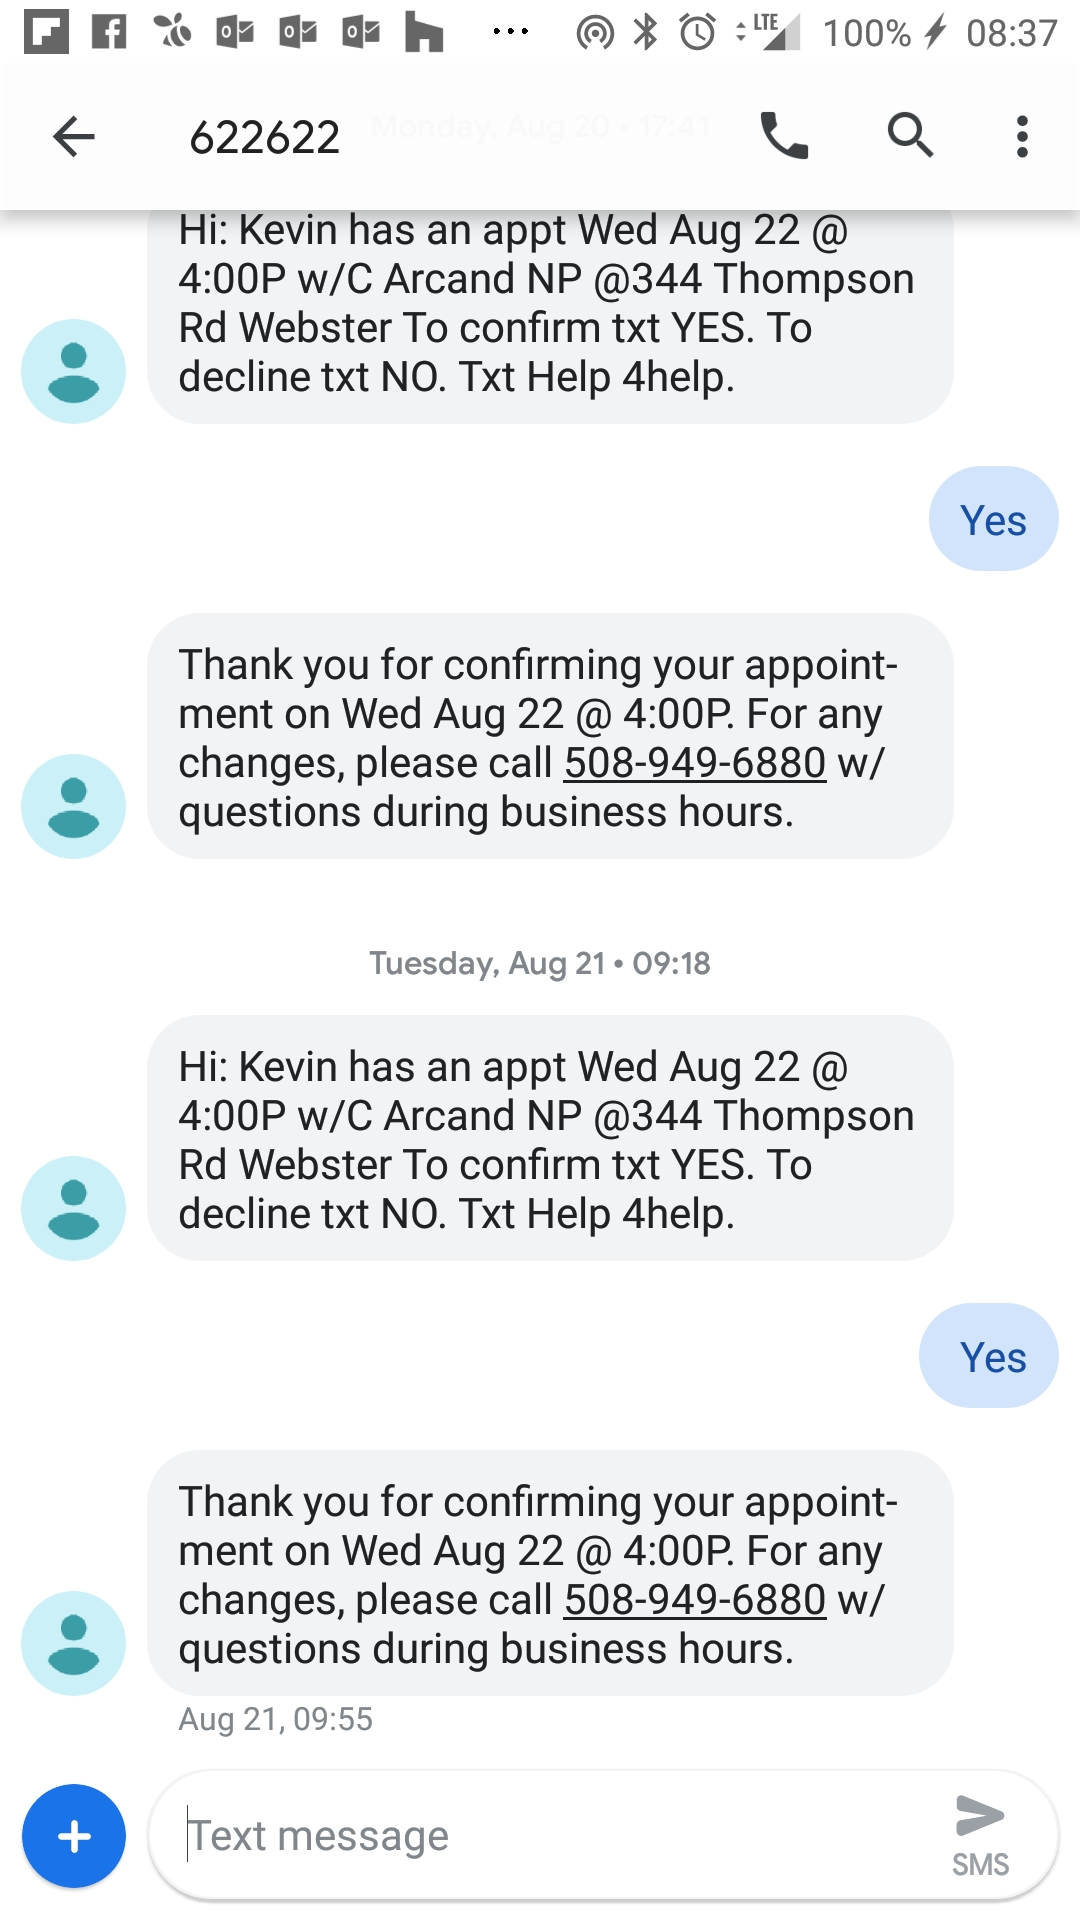 LTE 100% 08:37
622622
Monday, Aug 20 • 17:41
Hi: Kevin has an appt Wed Aug 22 @
4:00P w/C Arcand NP @344 Thompson
Rd Webster To confirm txt YES. To
decline txt NO. Txt Help 4help.
Yes
Thank you for confirming your appoint-
ment on Wed Aug 22 @ 4:00P. For any
changes, please call 508-949-6880 w/
questions during business hours.
Tuesday, Aug 21 • 09:18
Hi: Kevin has an appt Wed Aug 22 @
4:00P w/C Arcand NP @344 Thompson
Rd Webster To confirm txt YES. To
decline txt NO. Txt Help 4help.
Yes
Thank you for confirming your appoint-
ment on Wed Aug 22 @ 4:00P. For any
changes, please call 508-949-6880 w/
questions during business hours.
Aug 21, 09:55
Text message
SMS